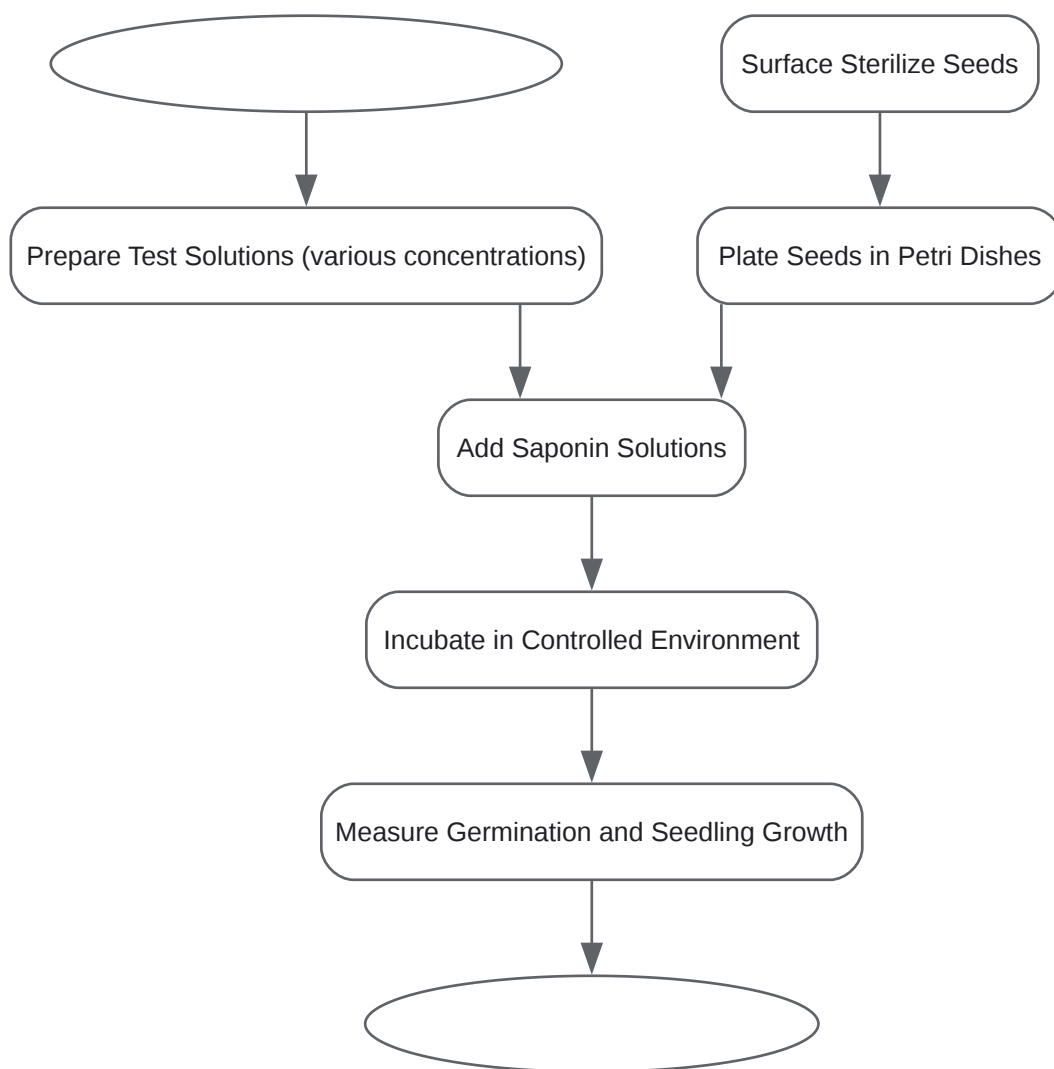 Surface Sterilize Seeds
Prepare Test Solutions (various concentrations)
Plate Seeds in Petri Dishes
Add Saponin Solutions
Incubate in Controlled Environment
Measure Germination and Seedling Growth